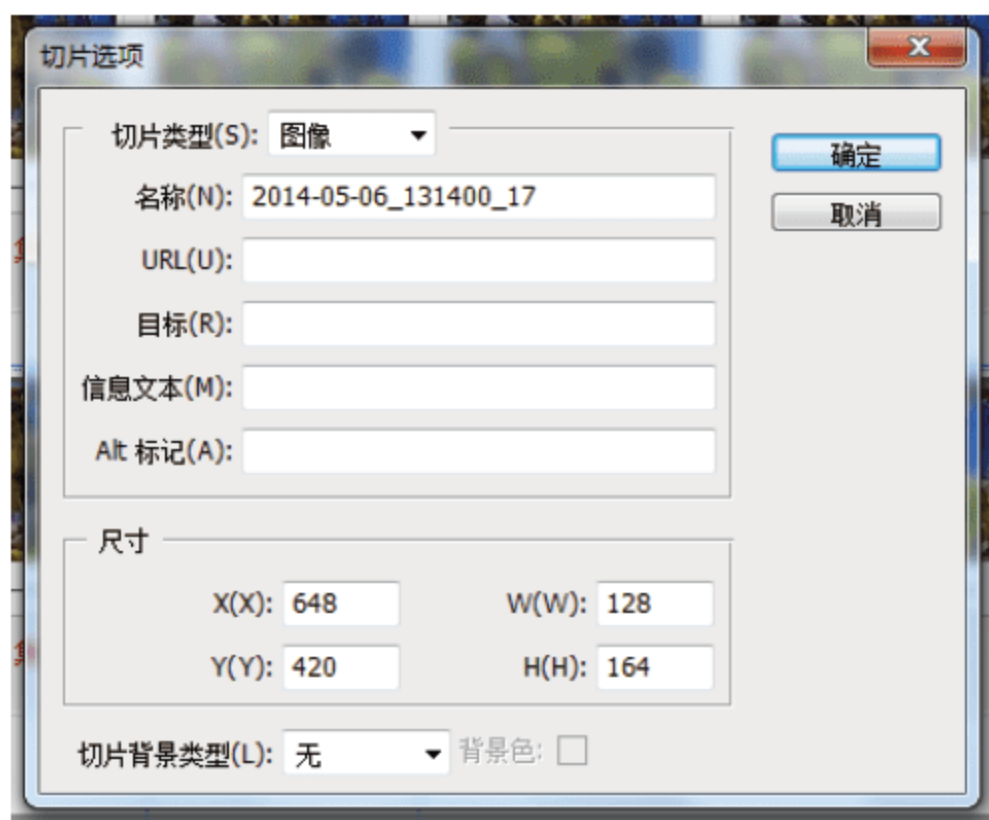 切片选项
切片类型(S): 图像
确定
名称(N): 2014-05-06_131400_17
取消
URL(U):
目标(R):
信息文本(M):
Alt 标记(A):
尺寸
X(X): 648 W(W): 128
Y(Y): 420 H(H): 164
切片背景类型(L): 无 背景色: